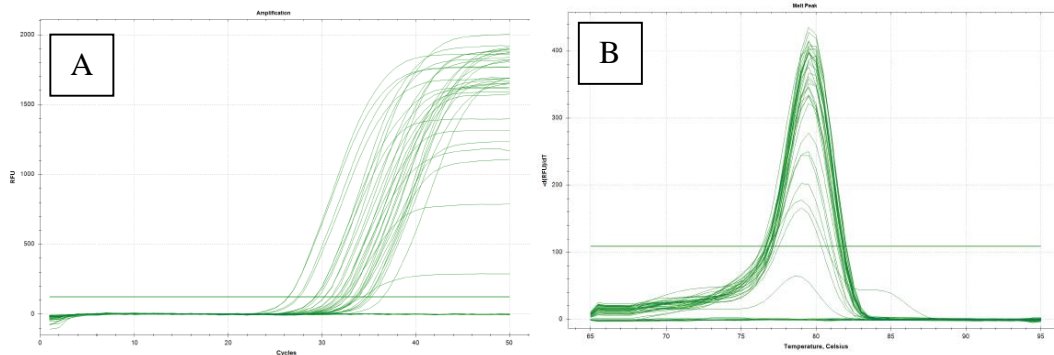 Amplification
A
2000
1500
1000
500
0
RFU
0
10
20
30
40
50
Cycles
Melt Peak
B
400
300
200
100
0
-d(RFU)/dT
65
70
75
80
85
90
95
Temperature, Celsius